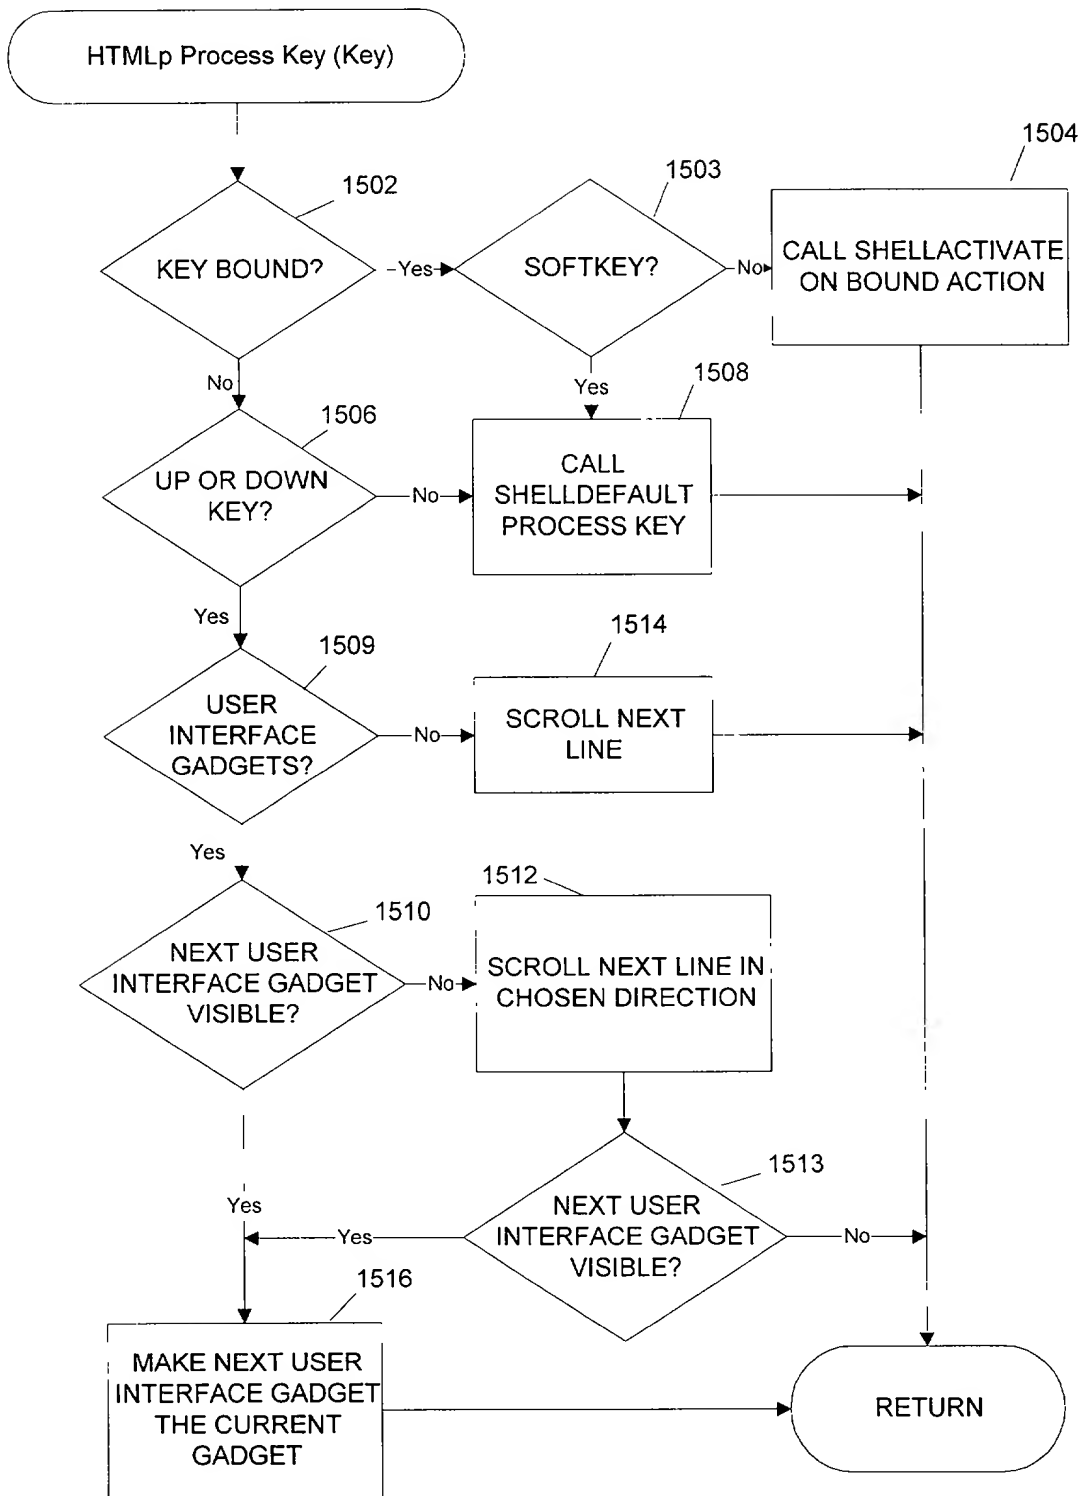 HTMLp Process Key (Key)
1504
1502
1503
KEY BOUND?
Yes
SOFTKEY?
No
CALL SHELLACTIVATE
ON BOUND ACTION
No
Yes
1506
1508
UP OR DOWN
KEY?
No
CALL
SHELLDEFAULT
PROCESS KEY
Yes
1509
1514
USER
INTERFACE
GADGETS?
No
SCROLL NEXT
LINE
Yes
1510
1512
NEXT USER
INTERFACE GADGET
VISIBLE?
No
SCROLL NEXT LINE IN
CHOSEN DIRECTION
1513
Yes
Yes
NEXT USER
INTERFACE GADGET
VISIBLE?
No
1516
MAKE NEXT USER
INTERFACE GADGET
THE CURRENT
GADGET
RETURN